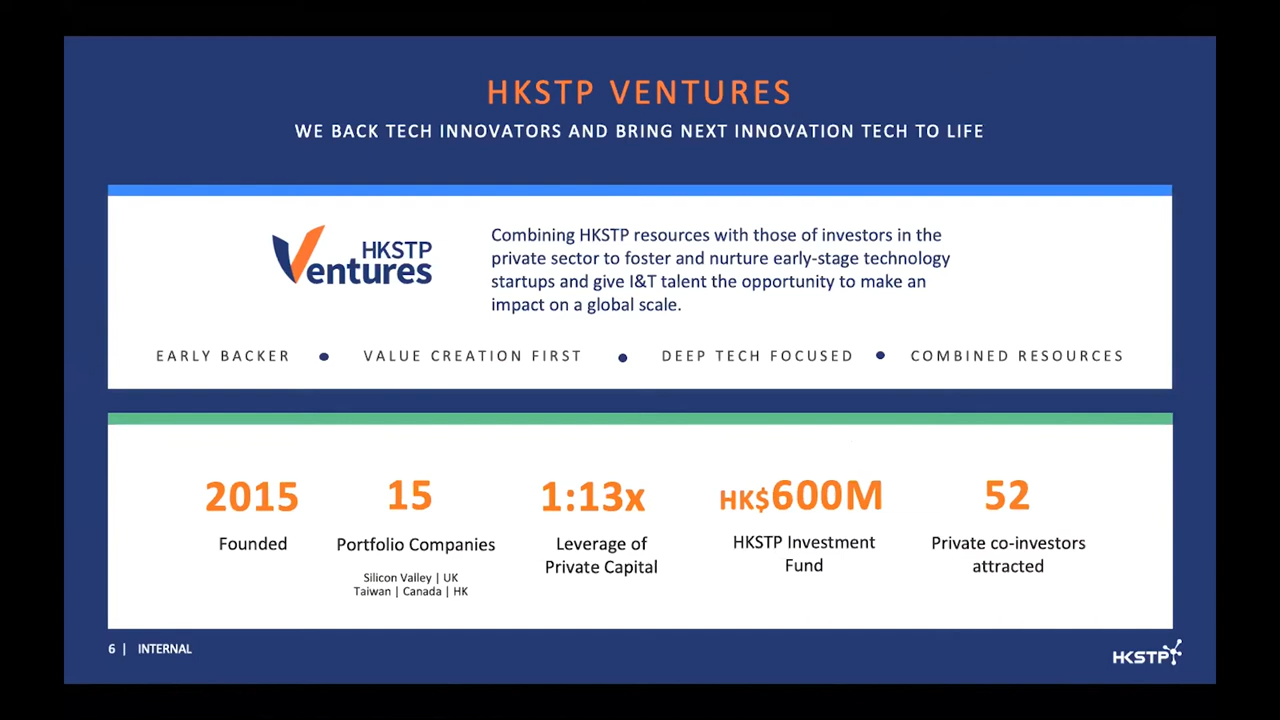 HKSTP VENTURES
WE BACK TECH INNOVATORS AND BRING NEXT INNOVATION TECH TO LIFE
HKSTP
Ventures
Combining HKSTP resources with those of investors in the
private sector to foster and nurture early-stage technology
startups and give I&T talent the opportunity to make an
impact on a global scale.
EARLY BACKER • VALUE CREATION FIRST • DEEP TECH FOCUSED • COMBINED RESOURCES
2015
Founded
15
Portfolio Companies
Silicon Valley | UK
Taiwan | Canada | HK
1:13x
Leverage of
Private Capital
HK$600M
HKSTP Investment
Fund
52
Private co-investors
attracted
6 | INTERNAL
HKSTP